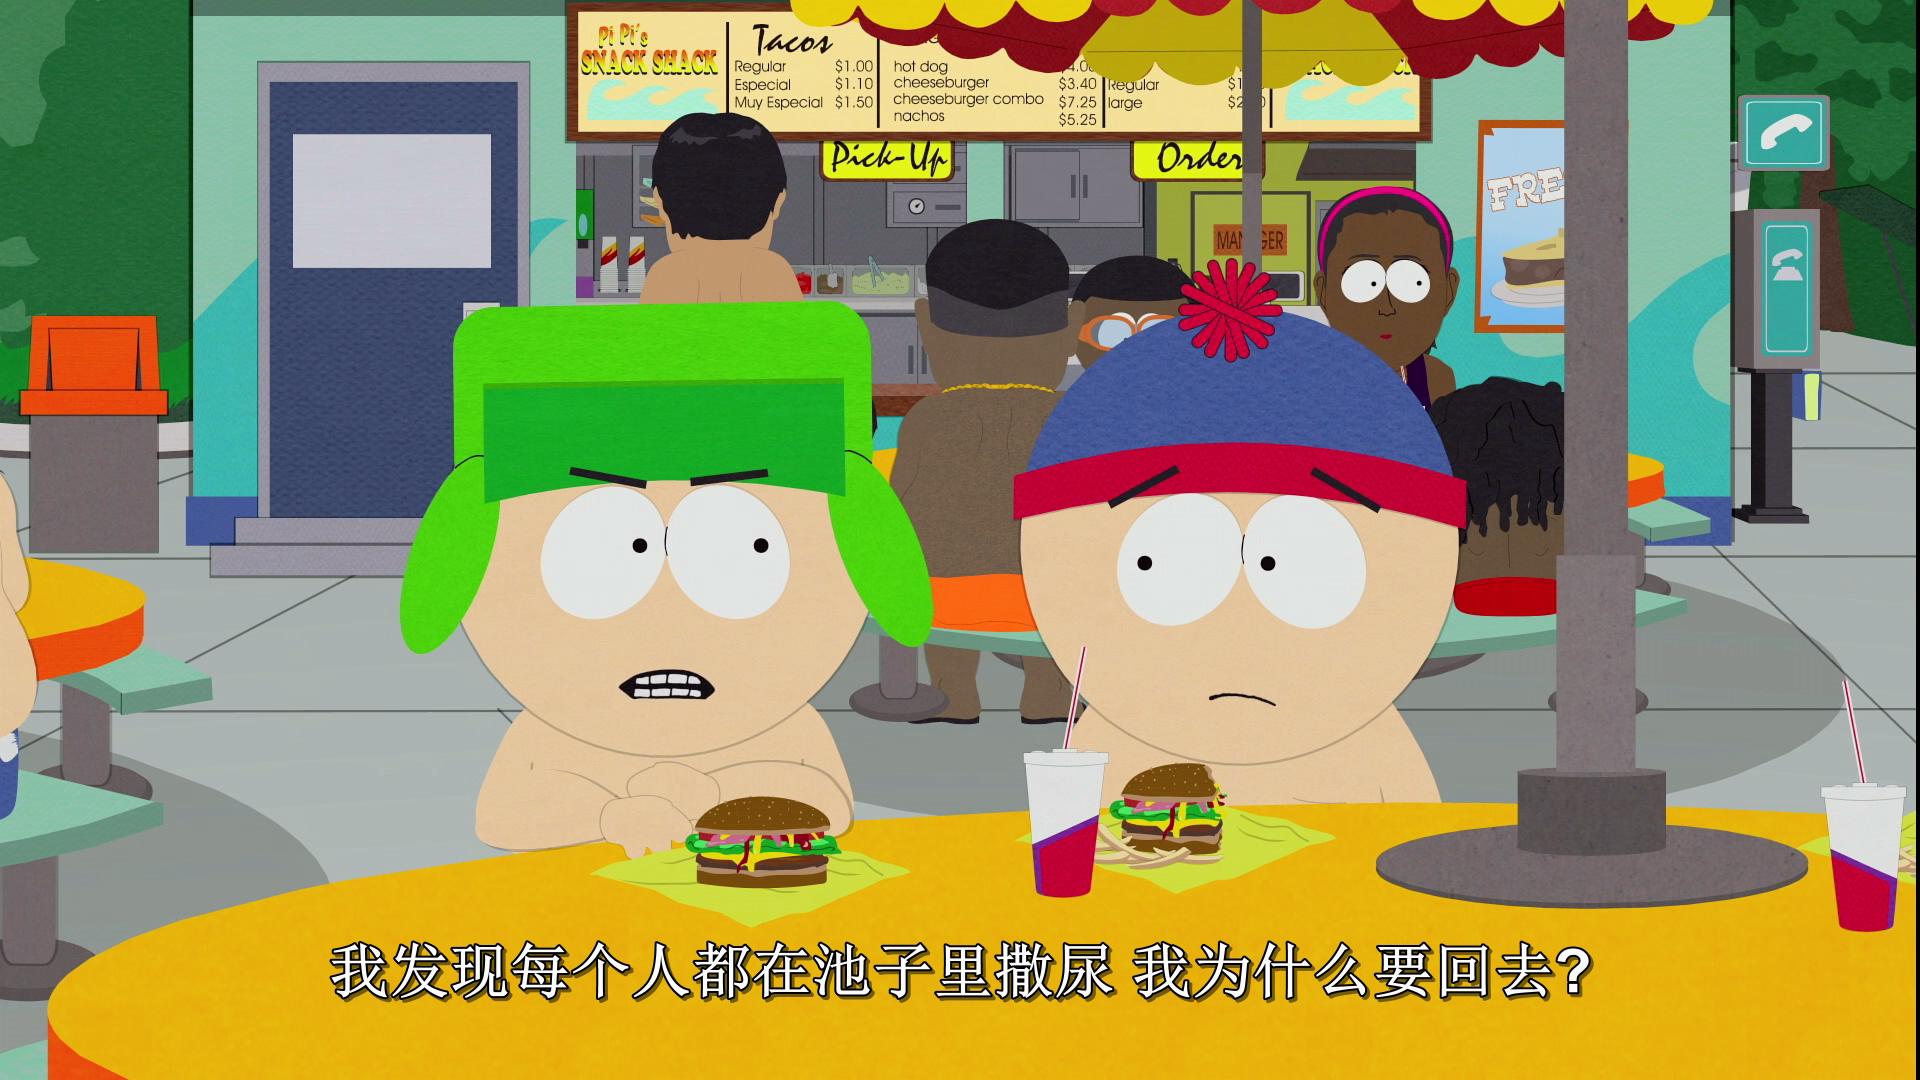 Pi Pi's
SNACK SHACK
Tacos
Regular $1.00
Especial $1.10
Muy Especial $1.50
hot dog
cheeseburger $3.40
cheeseburger combo $7.25
nachos $5.25
Regular
large
Pick-Up
Order
FRE
我发现每个人都在池子里撒尿 我为什么要回去?